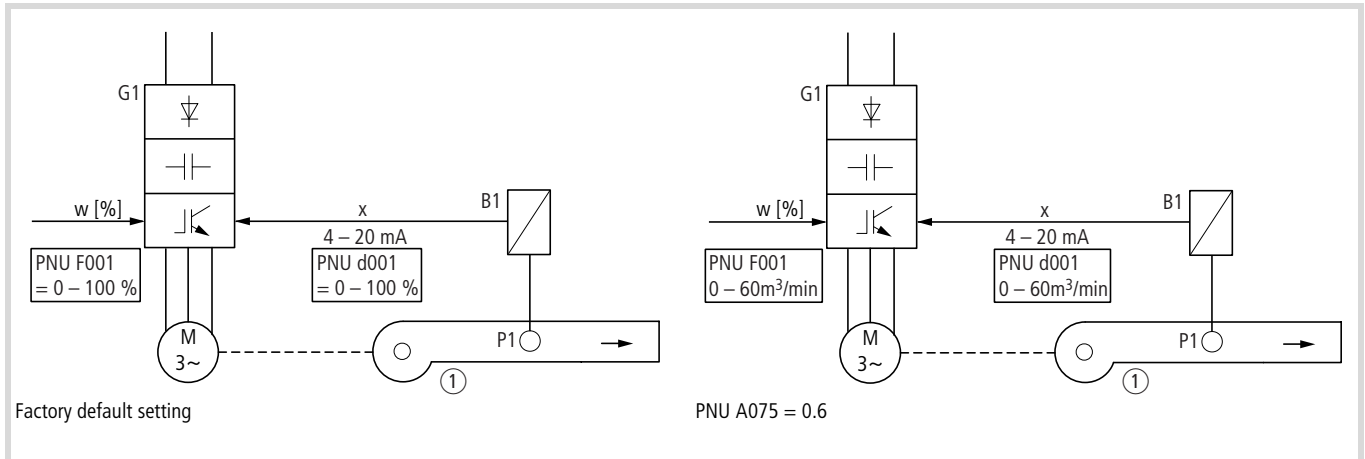 G1
w [%]
PNU F001
= 0 – 100 %
x
4 – 20 mA
PNU d001
= 0 – 100 %
B1
M
3~
P1
1
Factory default setting
G1
w [%]
PNU F001
0 – 60m³/min
x
4 – 20 mA
PNU d001
0 – 60m³/min
B1
M
3~
P1
1
PNU A075 = 0.6